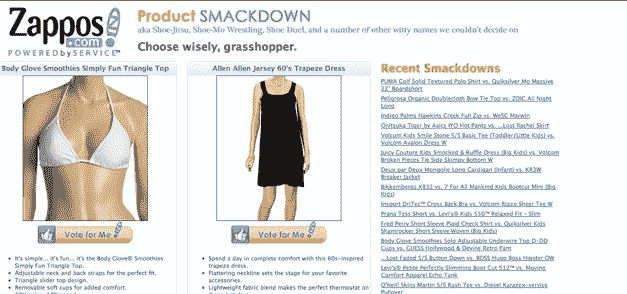 Zappos
.com
POWERED by SERVICE™
Product SMACKDOWN
aka Shoe-Jitsu, Shoe-Mo Wrestling, Shoe Duel, and a number of other witty names we couldn't decide on
Choose wisely, grasshopper.
Body Glove Smoothies Simply Fun Triangle Top
Vote for Me
It's simple... it's fun... it's the Body Glove® Smoothies
Simply Fun Triangle Top.
Adjustable neck and back straps for the perfect fit.
Triangle slider top design.
Removable soft cups for added comfort.
Allen Allen Jersey 60's Trapeze Dress
Vote for Me
Spend a day in complete comfort with this 60s-inspired
trapeze dress.
Flattering neckline sets the stage for your favorite
accessories.
Lightweight fabric blend makes the perfect thermostat on
Recent Smackdowns
PUMA Golf Solid Textured Polo Shirt vs. Quiksilver Mo Massive
22" Boardshort
Peligrosa Organic Doublecloth Bow Tie Top vs. ZOIC All Night
Long
Indigo Palms Hawkins Creek Full Zip vs. WeSC Marwin
Onitsuka Tiger by Asics IYO Hot Pants vs. ...Lost Rachel Skirt
Volcom Kids Smile Stone S/S Basic Tee (Toddler/Little Kids) vs.
Volcom Avalon Dress W
Juicy Couture Kids Smocked & Ruffle Dress (Big Kids) vs. Volcom
Broken Pieces Tie Side Skimpy Bottom W
Deux par Deux Mongal Long Cardigan (Infant) vs. KR3W
Breaker Jacket
Bikkembergs X832 vs. 7 For All Mankind Kids Bootcut Mini (Big
Kids)
Insport DriTec™ Cross Back Bra vs. Volcom Rizzo Sheer Tee W
Prana Tess Short vs. Levi's® Kids 550™ Relaxed Fit - Slim
Fred Perry Short Sleeve Plaid Check Shirt vs. Quiksilver Kids
Shamrocker Short Sleeve Woven (Big Kids)
Body Glove Smoothies Solo Adjustable Underwire Top D-DD
Cups vs. GUESS Hollywood & Devine Retro Pant
...Lost Faded S/S Button Down vs. BOSS Hugo Boss Hipster OW
Levi's® Petite Perfectly Slimming Boot Cut 512™ vs. Moving
Comfort Apparel Echo Tank
O'Neill Skins Martini S/S Rash Tee vs. Diesel Karaze-service
Pullover